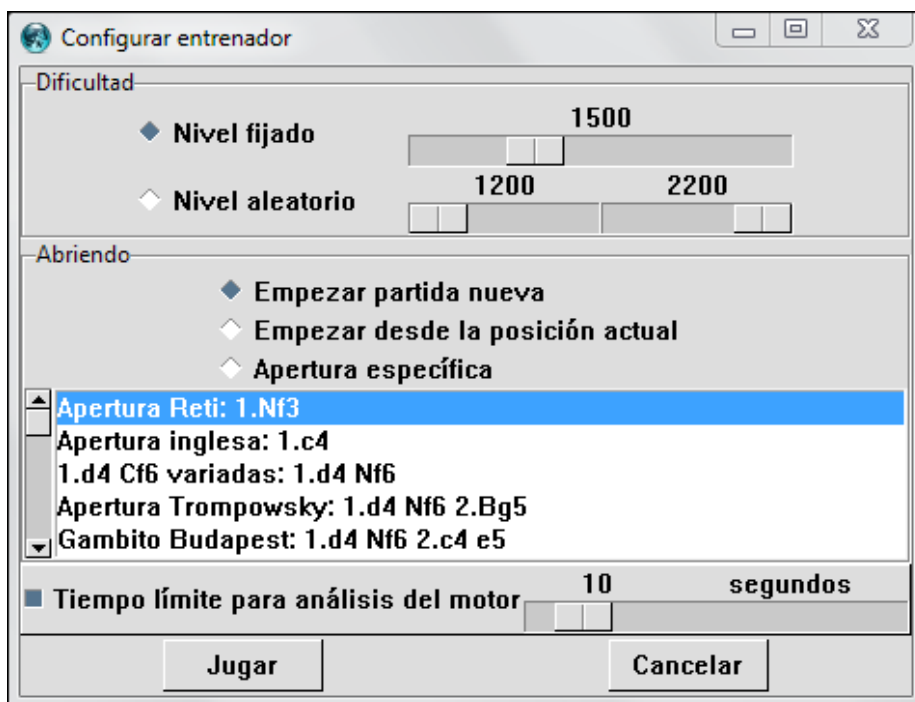 Configurar entrenador
Dificultad
1500
Nivel fijado
1200 2200
Nivel aleatorio
Abriendo
Empezar partida nueva
Empezar desde la posición actual
Apertura específica
Apertura Reti: 1.Nf3
Apertura inglesa: 1.c4
1.d4 Cf6 variadas: 1.d4 Nf6
Apertura Trompowsky: 1.d4 Nf6 2.Bg5
Gambito Budapest: 1.d4 Nf6 2.c4 e5
10 segundos
Tiempo límite para análisis del motor
Jugar Cancelar